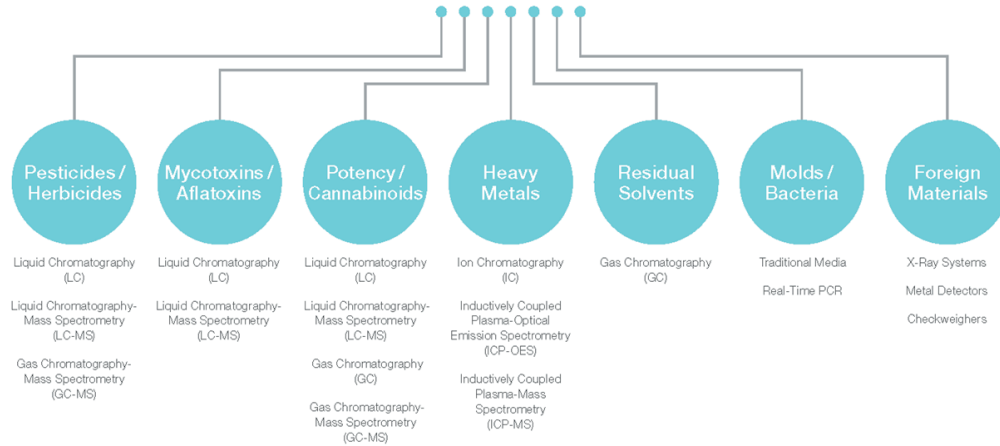 Pesticides /
Herbicides
Liquid Chromatography
(LC)
Liquid Chromatography-
Mass Spectrometry
(LC-MS)
Gas Chromatography-
Mass Spectrometry
(GC-MS)
Mycotoxins /
Aflatoxins
Liquid Chromatography
(LC)
Liquid Chromatography-
Mass Spectrometry
(LC-MS)
Potency /
Cannabinoids
Liquid Chromatography
(LC)
Liquid Chromatography-
Mass Spectrometry
(LC-MS)
Gas Chromatography
(GC)
Gas Chromatography-
Mass Spectrometry
(GC-MS)
Heavy
Metals
Ion Chromatography
(IC)
Inductively Coupled
Plasma-Optical
Emission Spectrometry
(ICP-OES)
Inductively Coupled
Plasma-Mass
Spectrometry
(ICP-MS)
Residual
Solvents
Gas Chromatography
(GC)
Molds /
Bacteria
Traditional Media
Real-Time PCR
Foreign
Materials
X-Ray Systems
Metal Detectors
Checkweighers